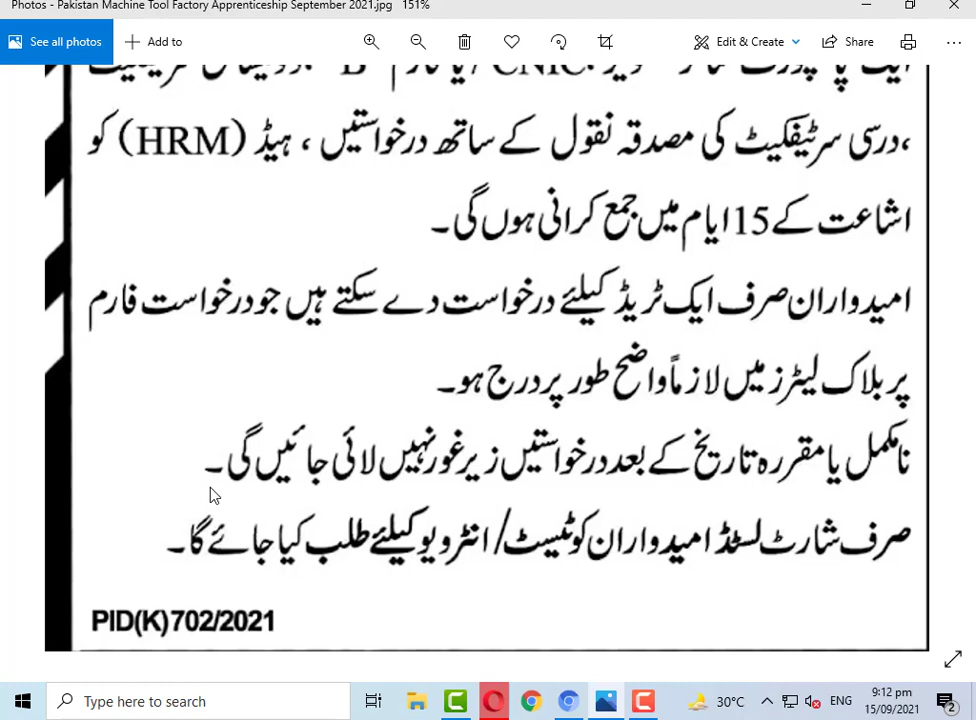 Photos - Pakistan Machine Tool Factory Apprenticeship September 2021.jpg 151%
See all photos
Add to
Edit & Create
Share
CNIC، / "B"
،درسی سرٹیفکیٹ کی مصدقہ نقول کے ساتھ درخواستیں ، ہیڈ (HRM) کو
اشاعت کے 15 ایام میں جمع کرانی ہوں گی۔
امیدواران صرف ایک ٹریڈ کیلئے درخواست دے سکتے ہیں جو درخواست فارم
پر بلاک لیٹرز میں لازماً واضح طور پر درج ہو۔
نامکمل یا مقررہ تاریخ کے بعد درخواستیں زیر غور نہیں لائی جائیں گی۔
صرف شارٹ لسٹڈ امیدواران کو ٹیسٹ/ انٹرویو کیلئے طلب کیا جائے گا۔
PID(K)702/2021
Type here to search
30°C
ENG
9:12 pm
15/09/2021
2